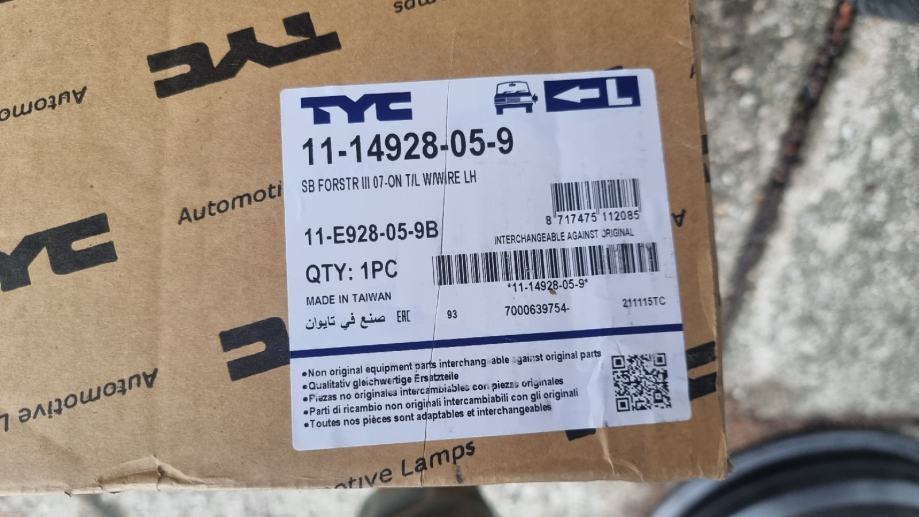 TYC
Automotive
TYC
Automotive
Automotive L
Automotive Lamps
TYC
L
11-14928-05-9
SB FORSTR III 07-ON T/L W/WIRE LH
8 717475 112085
11-E928-05-9B
INTERCHANGEABLE AGAINST ORIGINAL
QTY: 1PC
*11-14928-05-9*
MADE IN TAIWAN
صنع في تايوان EAC 93 7000639754- 211115TC
•Non original equipment parts interchangeable against original parts
•Qualitativ gleichwertige Ersatzteile
•Piezas no originales intercambiables con piezas originales
•Parti di ricambio non originali intercambiabili con gli originali
•Toutes nos pièces sont adaptables et interchangeables